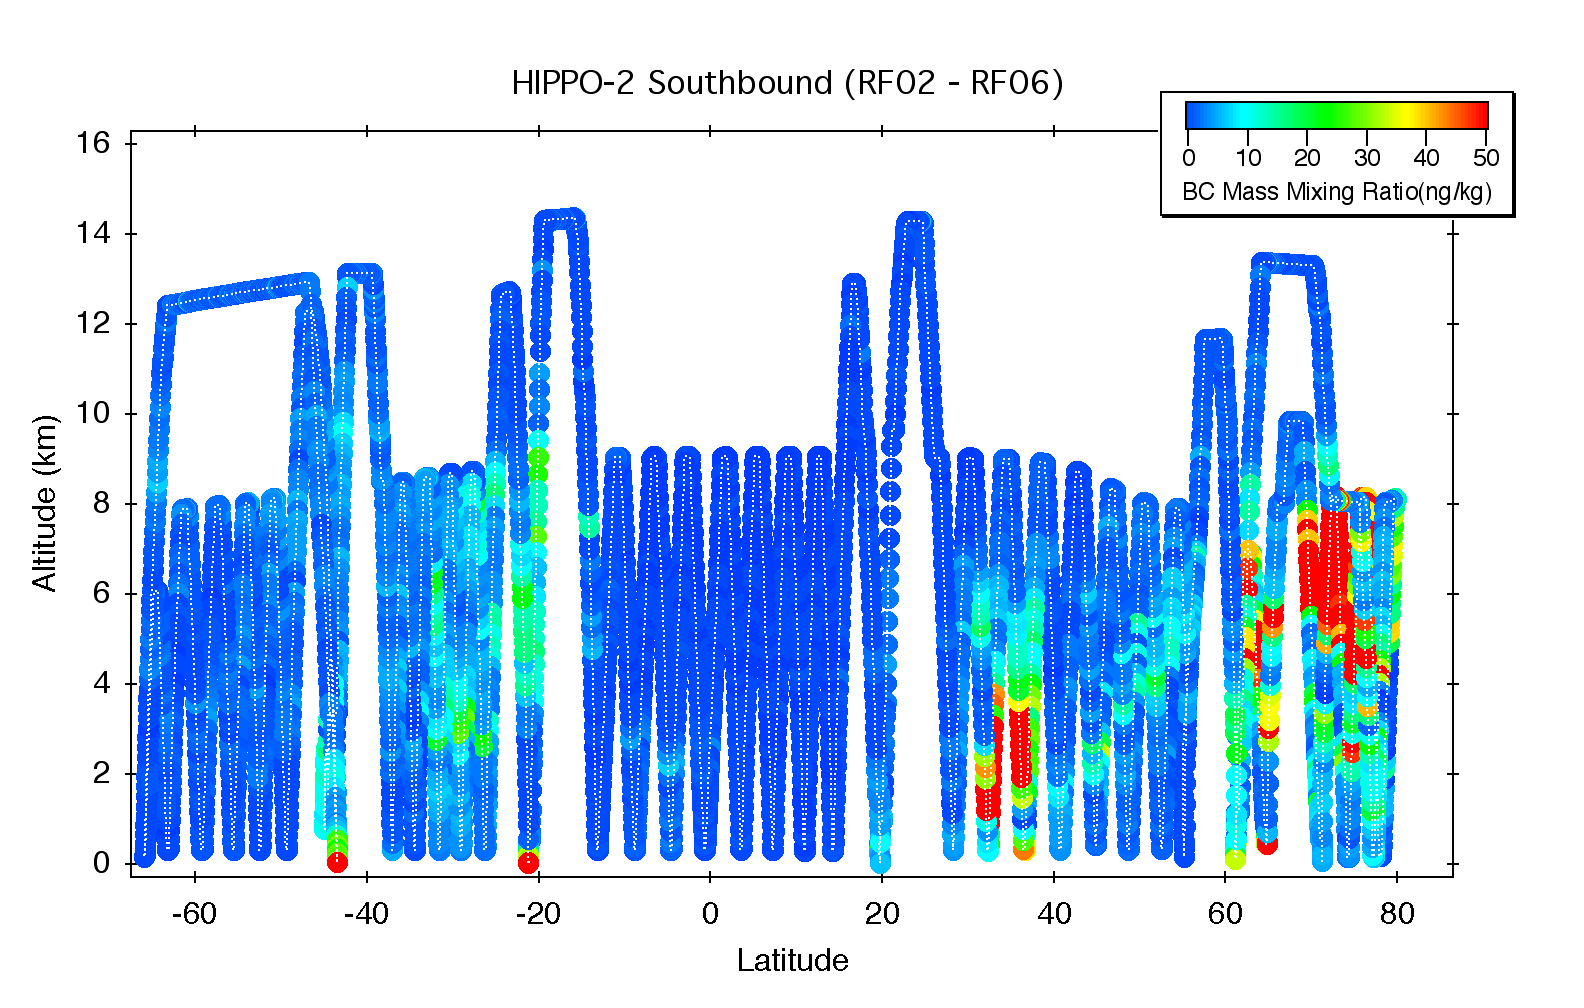 HIPPO-2 Southbound (RF02 - RF06)
0 10 20 30 40 50
BC Mass Mixing Ratio(ng/kg)
16
14
12
10
8
6
4
2
0
Altitude (km)
-60 -40 -20 0 20 40 60 80
Latitude